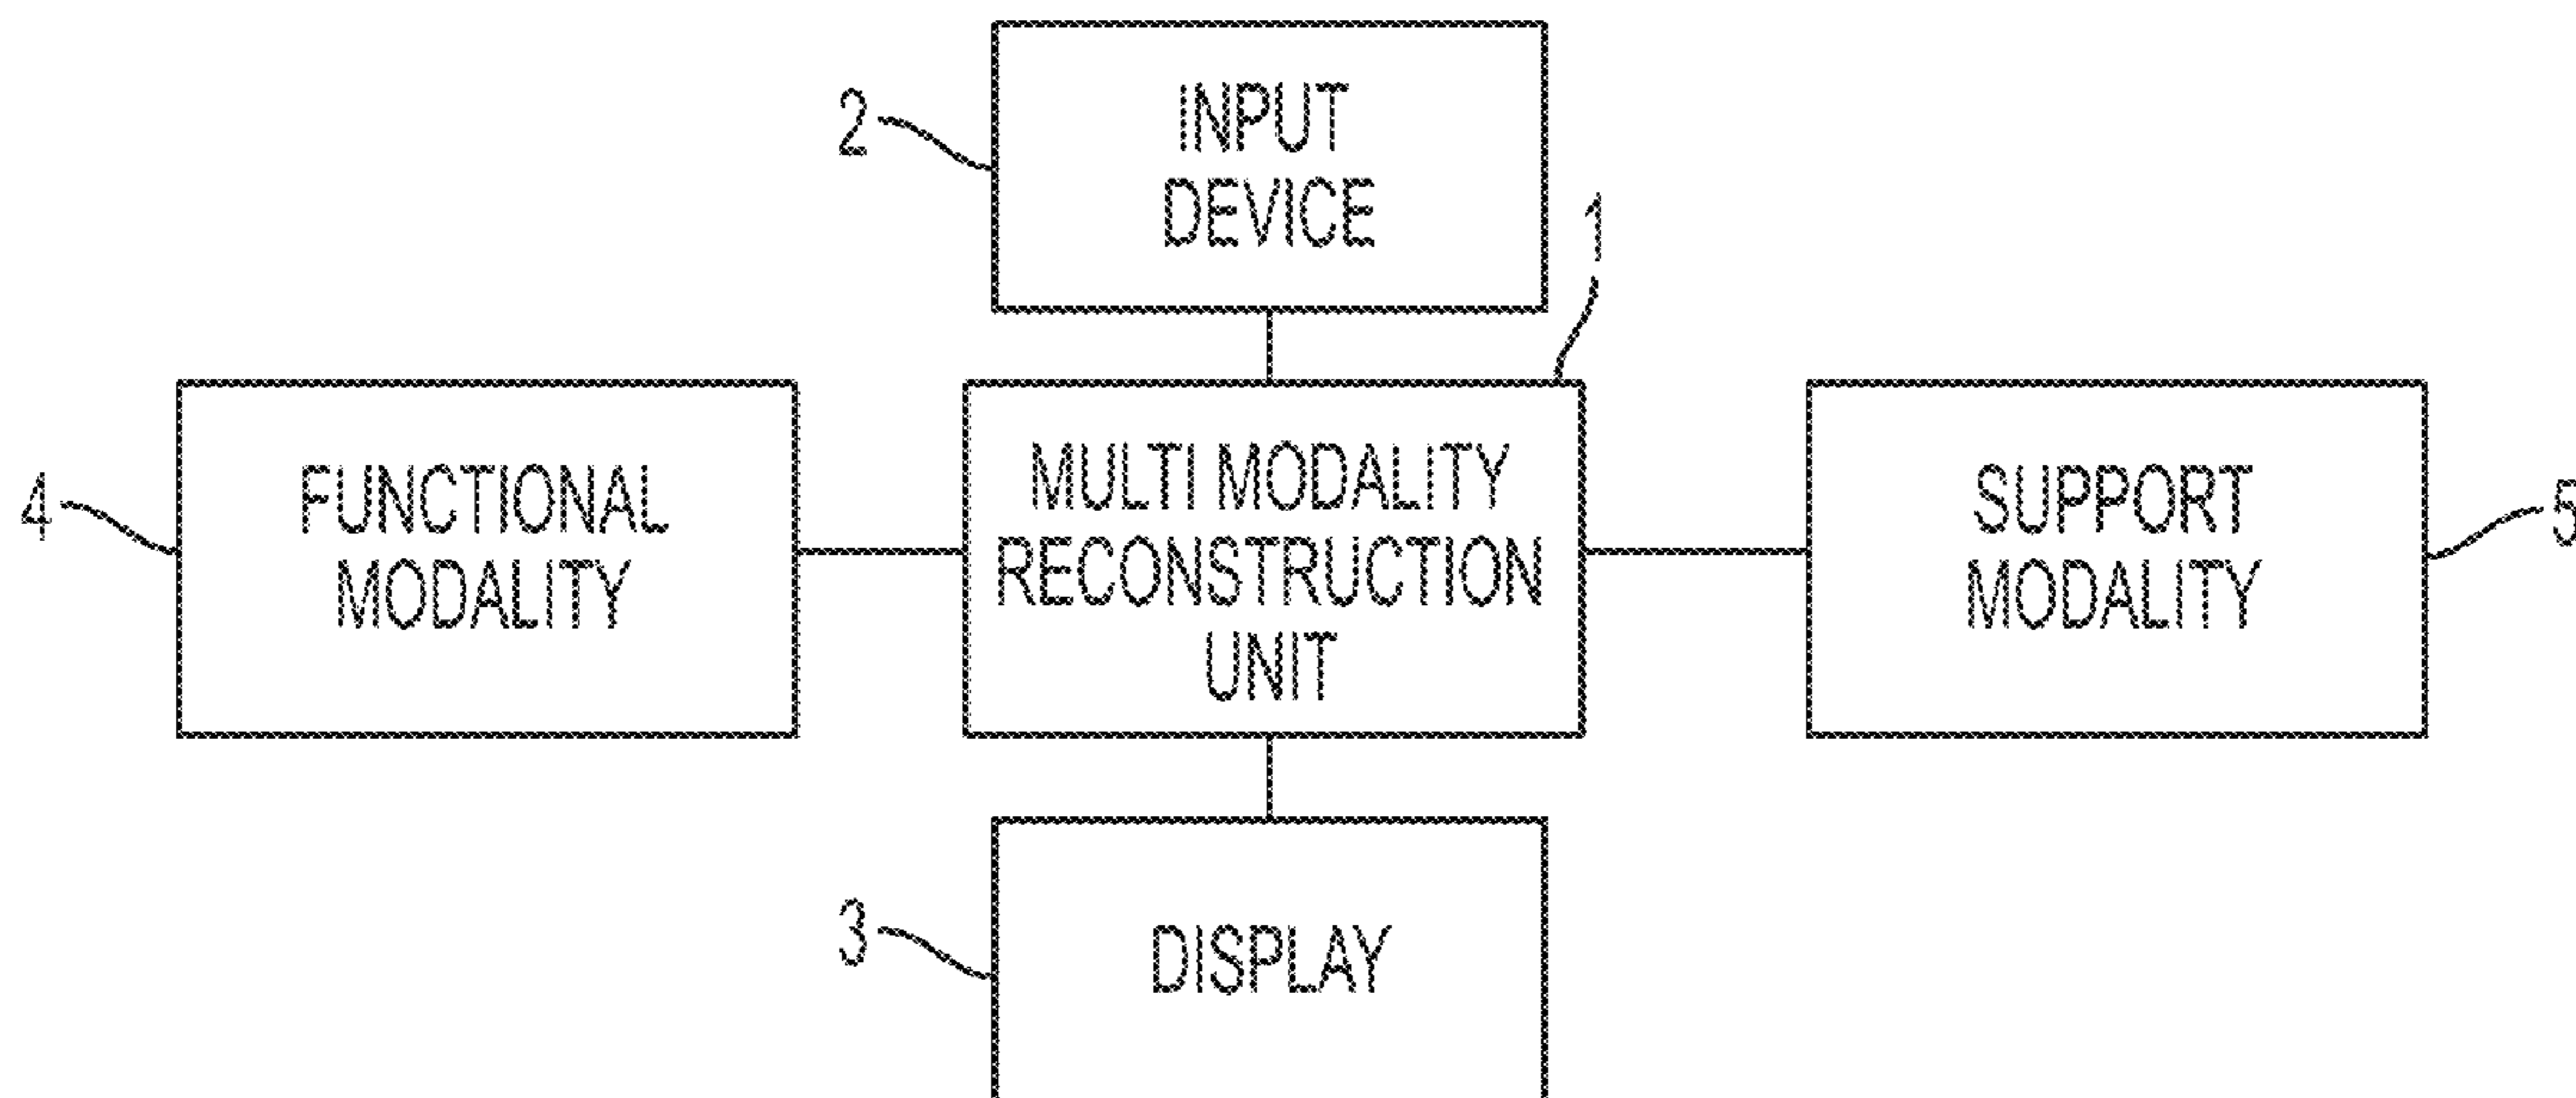 2
INPUT
DEVICE
1
4
FUNCTIONAL
MODALITY
MULTI MODALITY
RECONSTRUCTION
UNIT
SUPPORT
MODALITY
5
3
DISPLAY